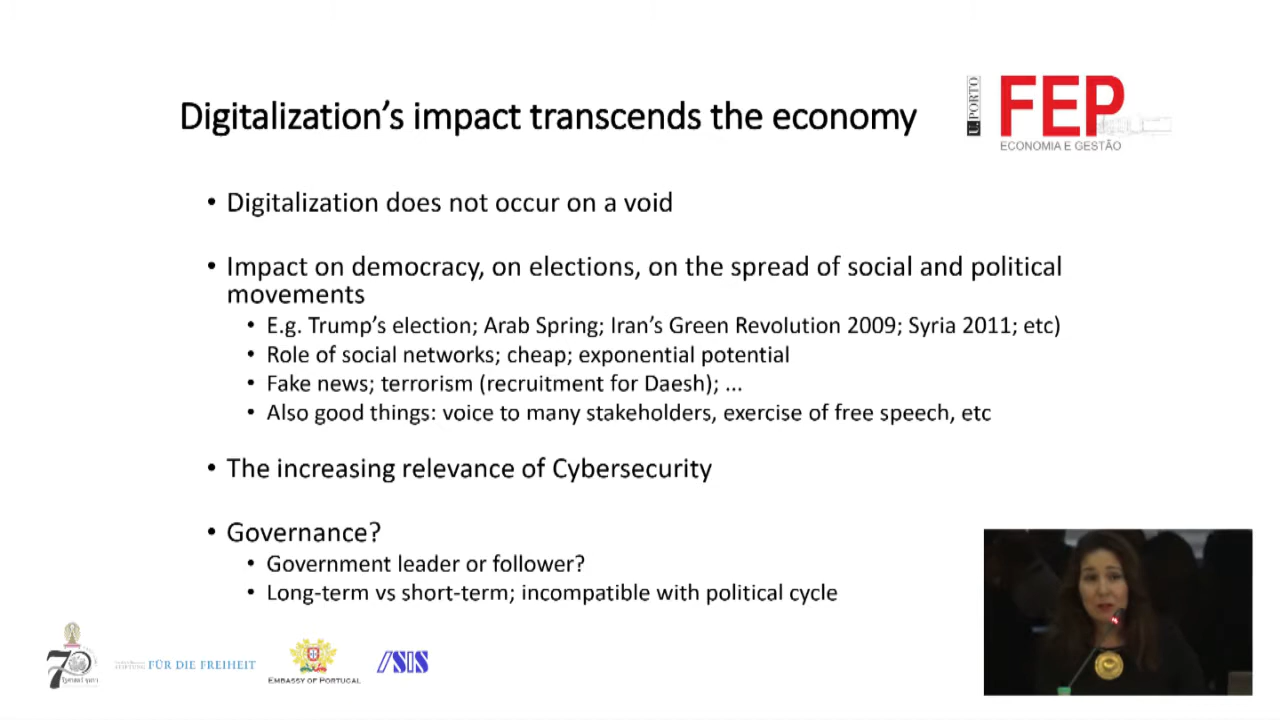 Digitalization's impact transcends the economy
U.PORTO
FEP
ECONOMIA E GESTÃO
• Digitalization does not occur on a void
• Impact on democracy, on elections, on the spread of social and political
movements
• E.g. Trump's election; Arab Spring; Iran's Green Revolution 2009; Syria 2011; etc)
• Role of social networks; cheap; exponential potential
• Fake news; terrorism (recruitment for Daesh); ...
• Also good things: voice to many stakeholders, exercise of free speech, etc
• The increasing relevance of Cybersecurity
• Governance?
• Government leader or follower?
• Long-term vs short-term; incompatible with political cycle
70
STIFTUNG FÜR DIE FREIHEIT
EMBASSY OF PORTUGAL
ISIS